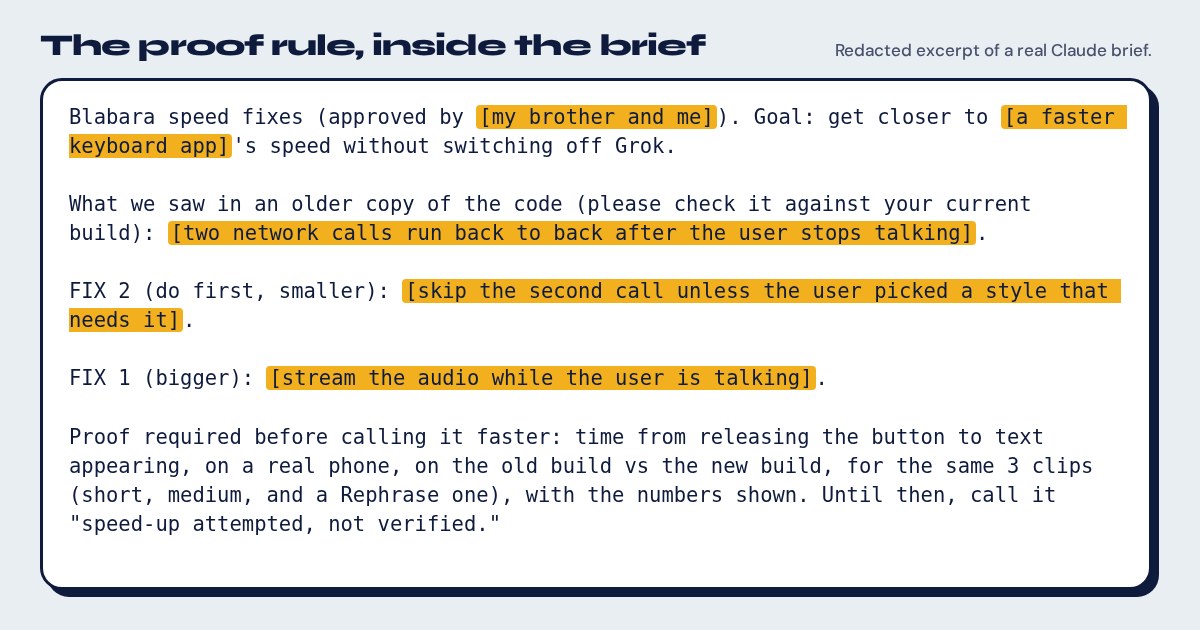 The proof rule, inside the brief
Redacted excerpt of a real Claude brief.
Blabara speed fixes (approved by [my brother and me]). Goal: get closer to [a faster
keyboard app]'s speed without switching off Grok.
What we saw in an older copy of the code (please check it against your current
build): [two network calls run back to back after the user stops talking].
FIX 2 (do first, smaller): [skip the second call unless the user picked a style that
needs it].
FIX 1 (bigger): [stream the audio while the user is talking].
Proof required before calling it faster: time from releasing the button to text
appearing, on a real phone, on the old build vs the new build, for the same 3 clips
(short, medium, and a Rephrase one), with the numbers shown. Until then, call it
"speed-up attempted, not verified."